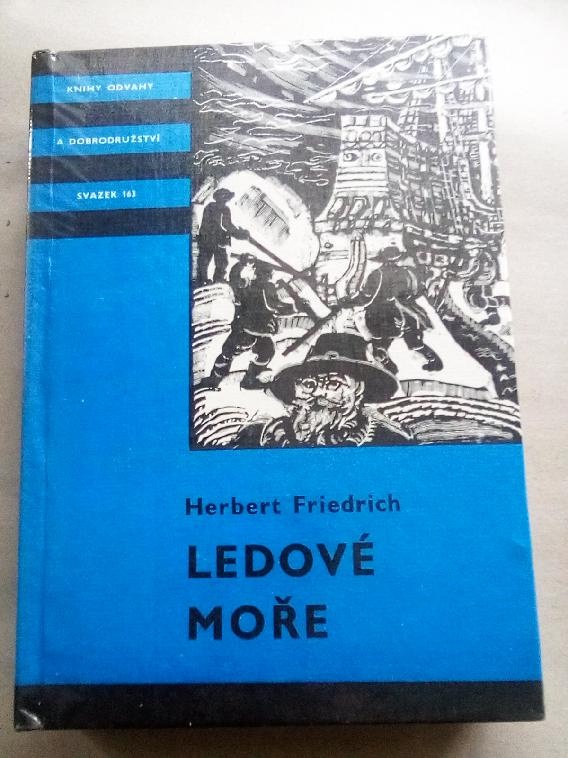 KNIHY ODVAHY
A DOBRODRUŽSTVÍ
SVAZEK 163
Herbert Friedrich
LEDOVÉ
MOŘE